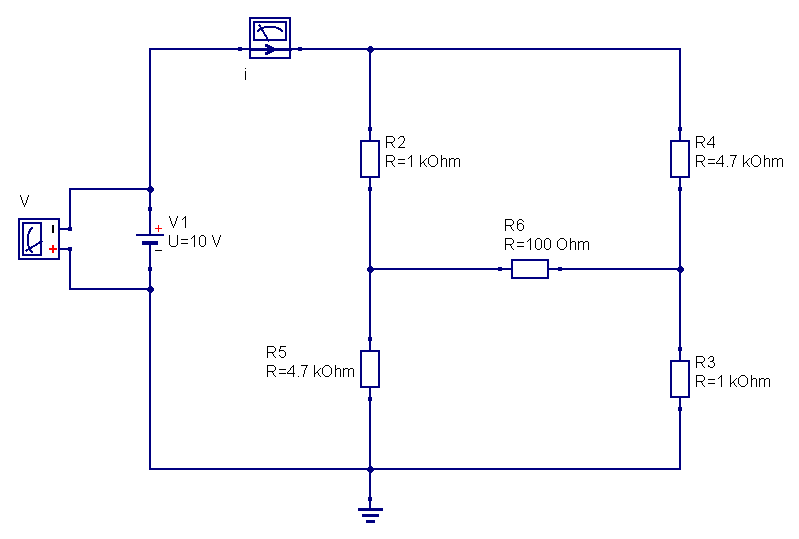 i
R2
R=1 kOhm
R4
R=4.7 kOhm
V
V1
U=10 V
R6
R=100 Ohm
R5
R=4.7 kOhm
R3
R=1 kOhm